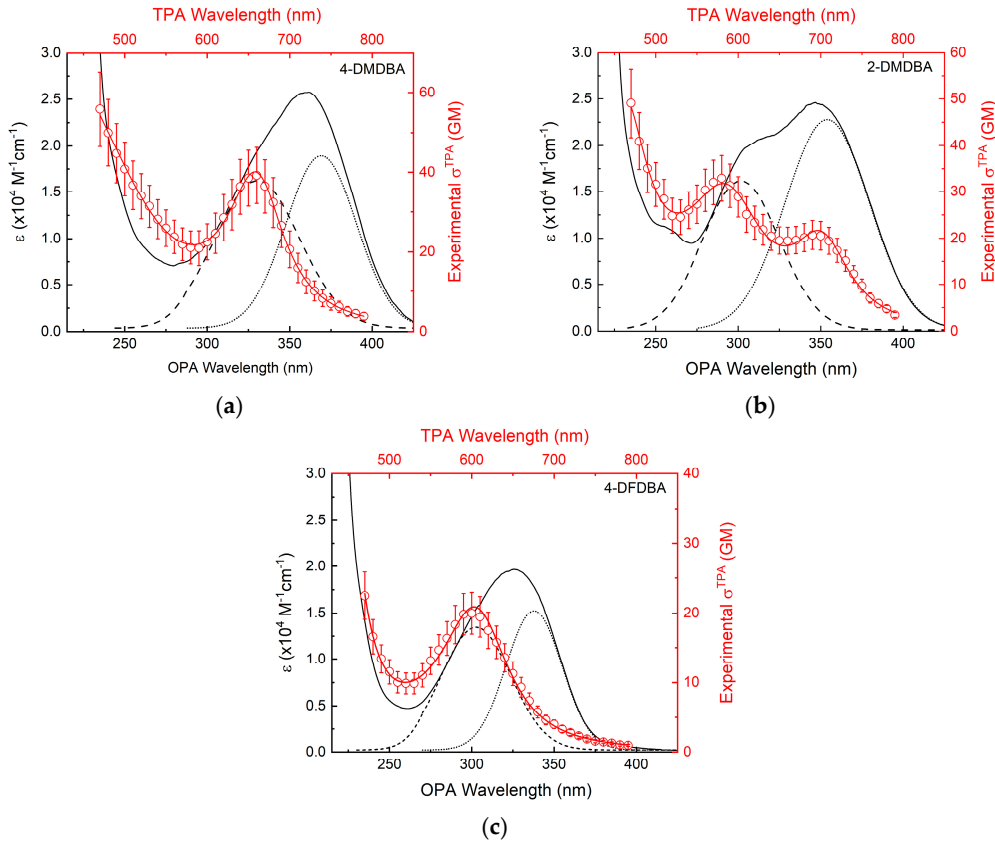 TPA Wavelength (nm)
500 600 700 800
4-DMDBA
3.0
2.5
2.0
1.5
1.0
0.5
0.0
ε (x10⁴ M⁻¹cm⁻¹)
60
40
20
0
Experimental σᵀᴾᴬ (GM)
250 300 350 400
OPA Wavelength (nm)
(a)
TPA Wavelength (nm)
500 600 700 800
2-DMDBA
3.0
2.5
2.0
1.5
1.0
0.5
0.0
ε (x10⁴ M⁻¹cm⁻¹)
60
50
40
30
20
10
0
Experimental σᵀᴾᴬ (GM)
250 300 350 400
OPA Wavelength (nm)
(b)
TPA Wavelength (nm)
500 600 700 800
4-DFDBA
3.0
2.5
2.0
1.5
1.0
0.5
0.0
ε (x10⁴ M⁻¹cm⁻¹)
40
30
20
10
0
Experimental σᵀᴾᴬ (GM)
250 300 350 400
OPA Wavelength (nm)
(c)